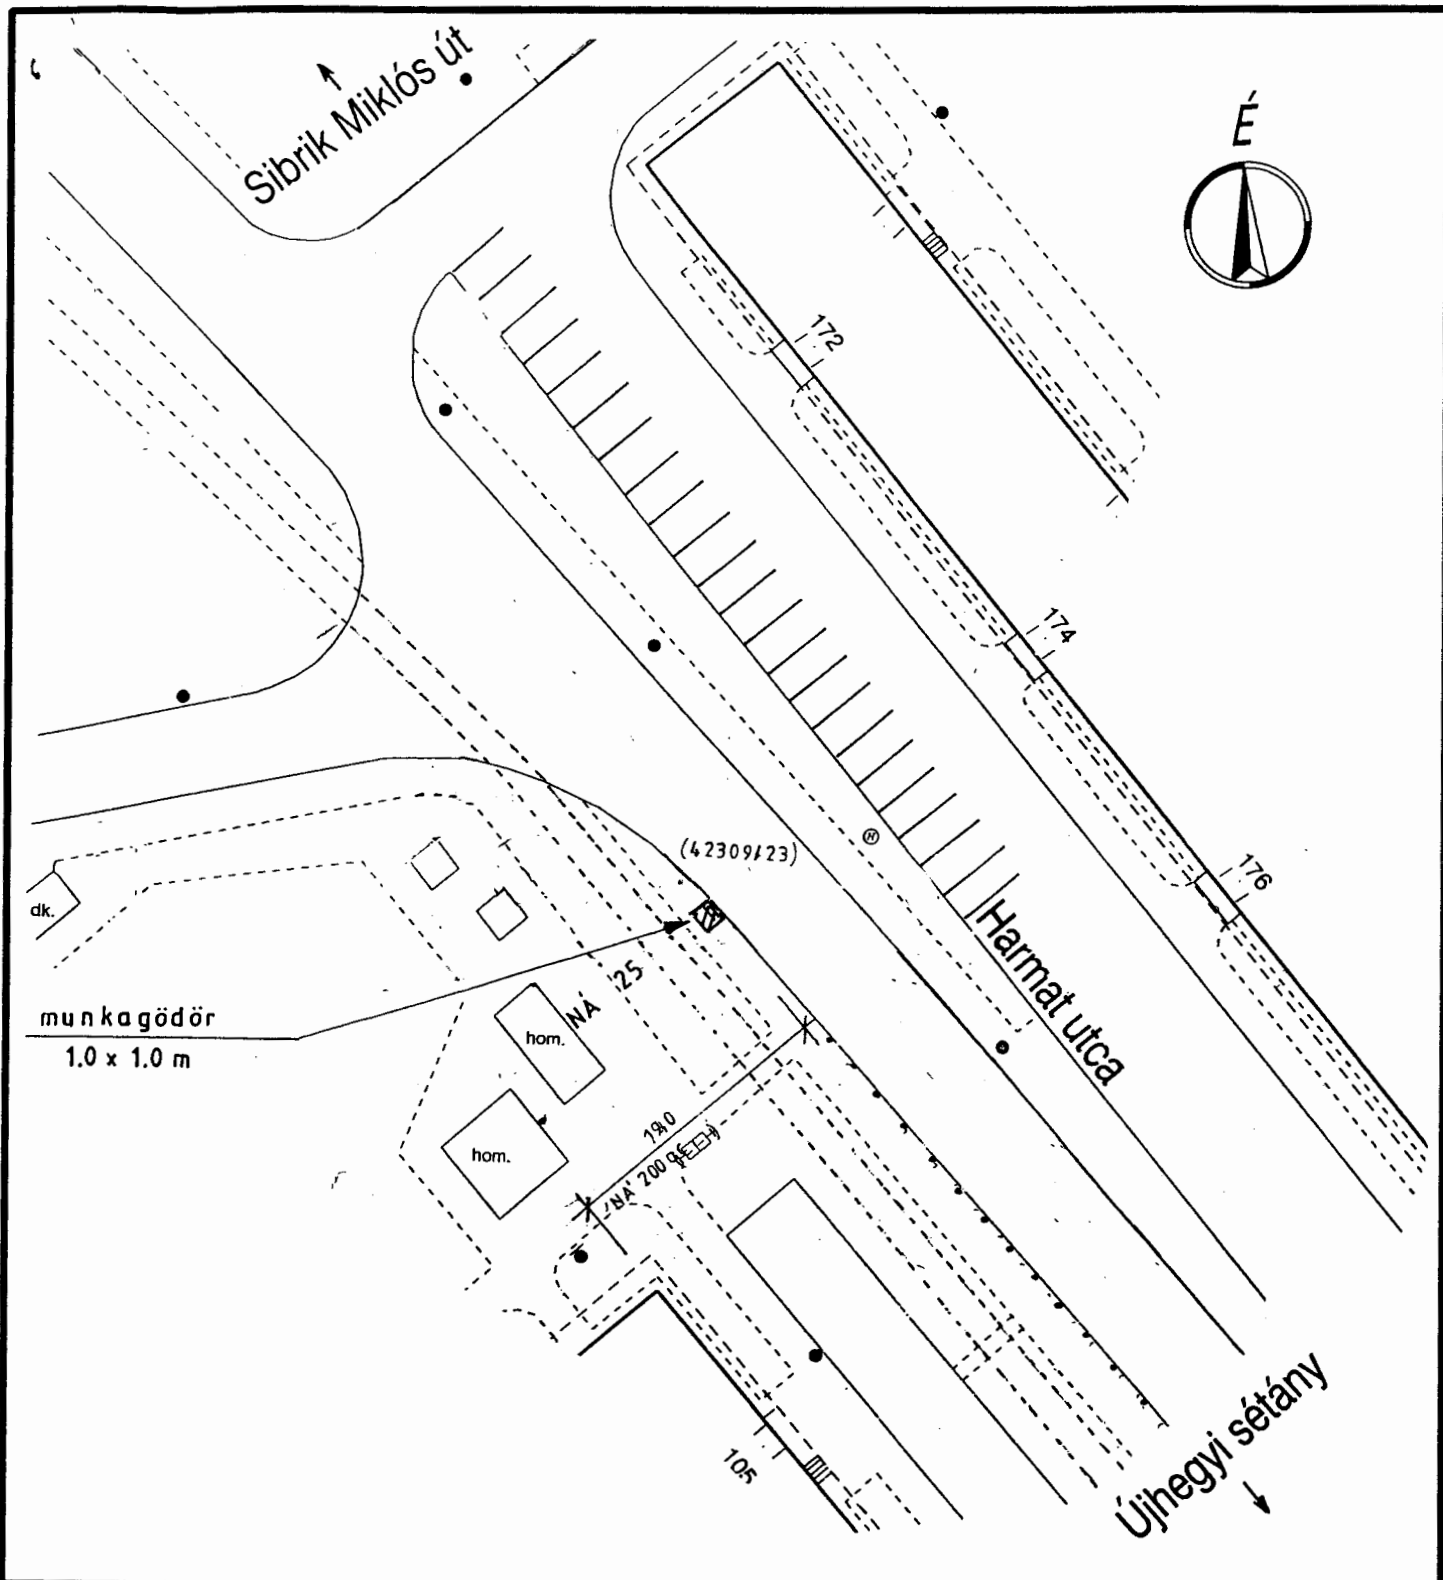 Sibrik Miklós út
É
172
174
176
(42309/23)
dk.
Harmat utca
NÁ 25
munkagödör
1.0 x 1.0 m
hom.
hom.
NÁ 200
105
Újhegyi sétány